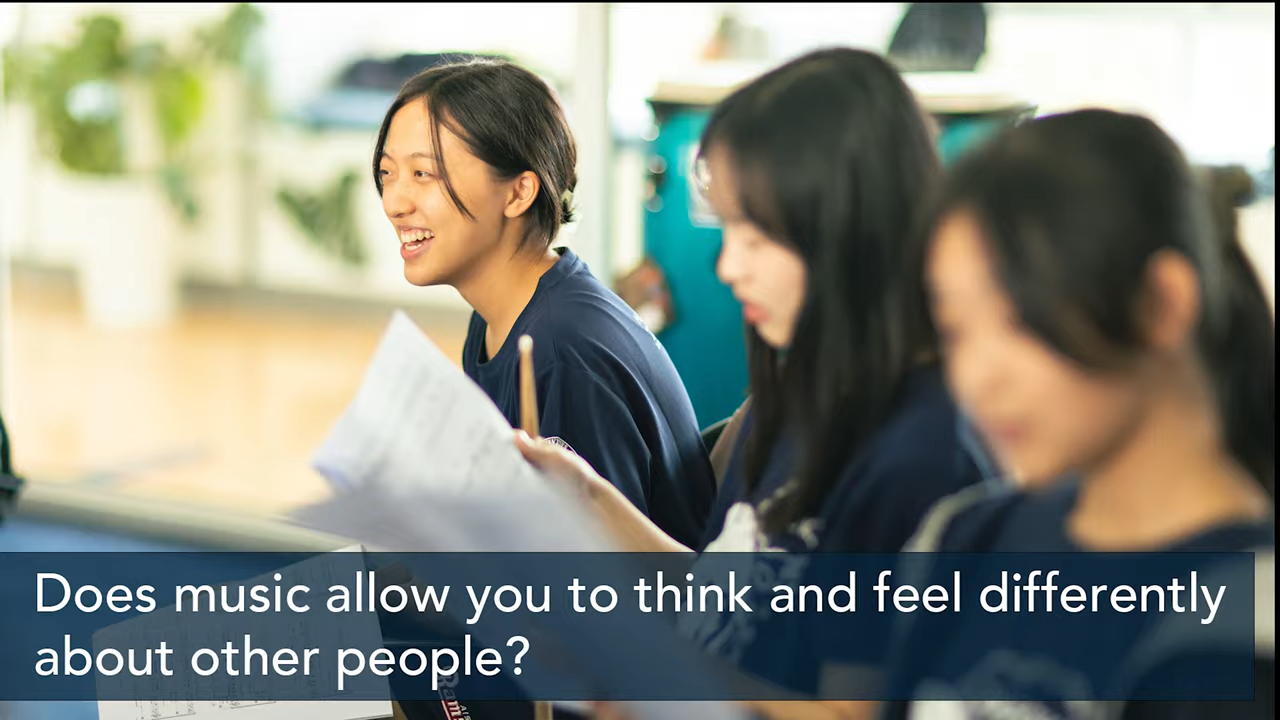 Does music allow you to think and feel differently
about other people?